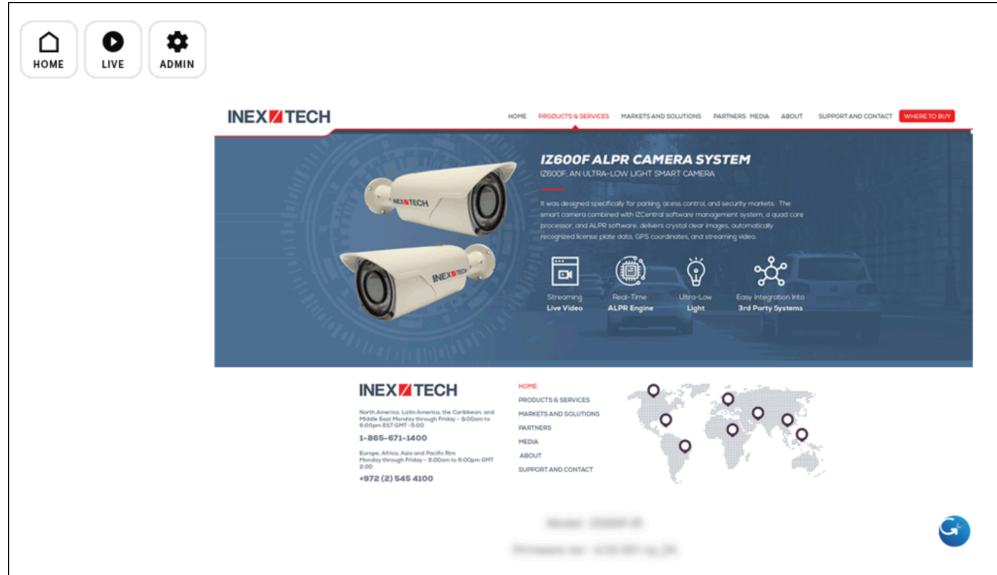 HOME
LIVE
ADMIN
INEX TECH
HOME PRODUCTS & SERVICES MARKETS AND SOLUTIONS PARTNERS MEDIA ABOUT SUPPORT AND CONTACT WHERE TO BUY
IZ600F ALPR CAMERA SYSTEM
IZ600F, AN ULTRA-LOW LIGHT SMART CAMERA
It was designed specifically for parking, acess control, and security markets. The
smart camera combined with IZCentral software management system, a quad core
processor, and ALPR software, delivers crystal clear images, automatically
recognized license plate data, GPS coordinates, and streaming video.
INEX TECH
INEX TECH
Streaming
Live Video
Real-Time
ALPR Engine
Ultra-Low
Light
Easy Integration Into
3rd Party Systems
INEX TECH
North America, Latin America, the Caribbean, and
Middle East Monday through Friday - 8:00am to
6:00pm EST GMT -5:00
1-865-671-1400
Europe, Africa, Asia and Pacific Rim
Monday through Friday - 8:00am to 6:00pm GMT
2:00
+972 (2) 545 4100
HOME
PRODUCTS & SERVICES
MARKETS AND SOLUTIONS
PARTNERS
MEDIA
ABOUT
SUPPORT AND CONTACT